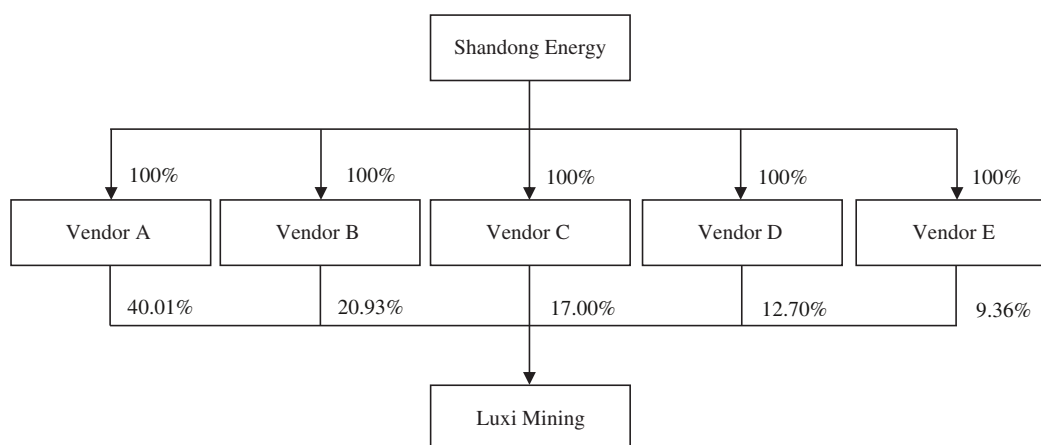 Shandong Energy
100%
100%
100%
100%
100%
Vendor A
Vendor B
Vendor C
Vendor D
Vendor E
40.01%
20.93%
17.00%
12.70%
9.36%
Luxi Mining